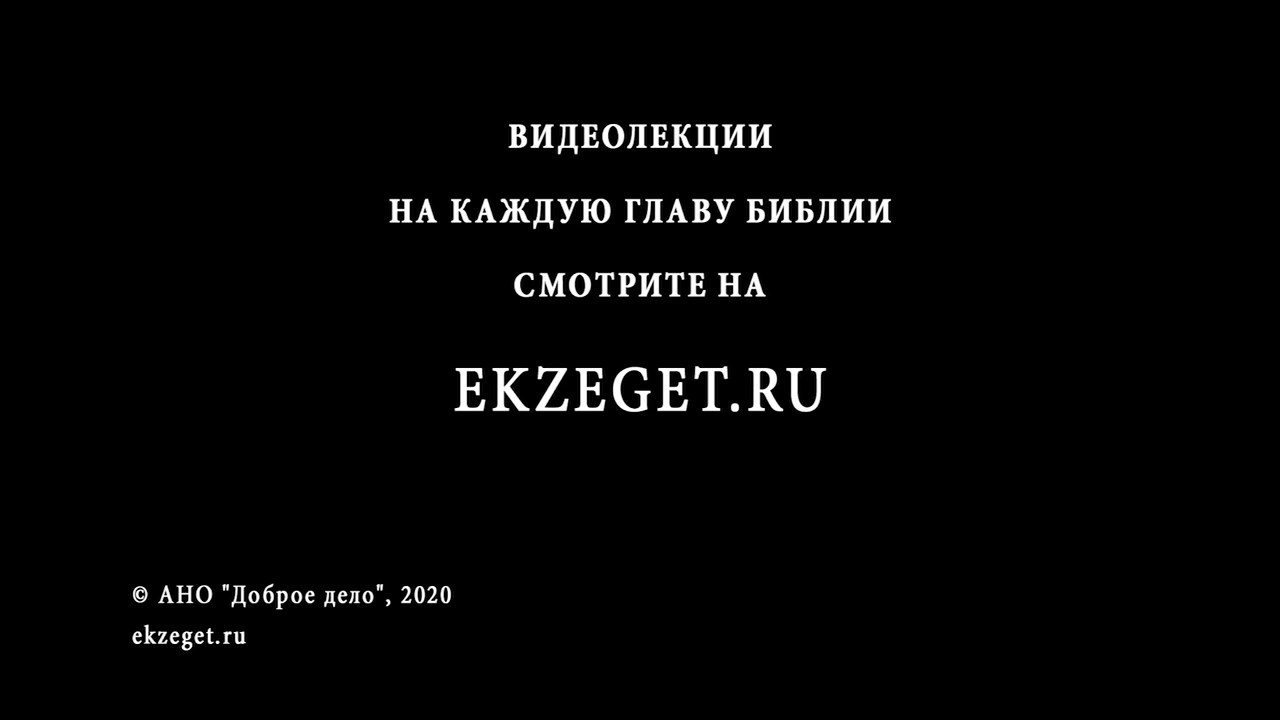 ВИДЕОЛЕКЦИИ
НА КАЖДУЮ ГЛАВУ БИБЛИИ
СМОТРИТЕ НА
EKZEGET.RU
© АНО "Доброе дело", 2020
ekzeget.ru